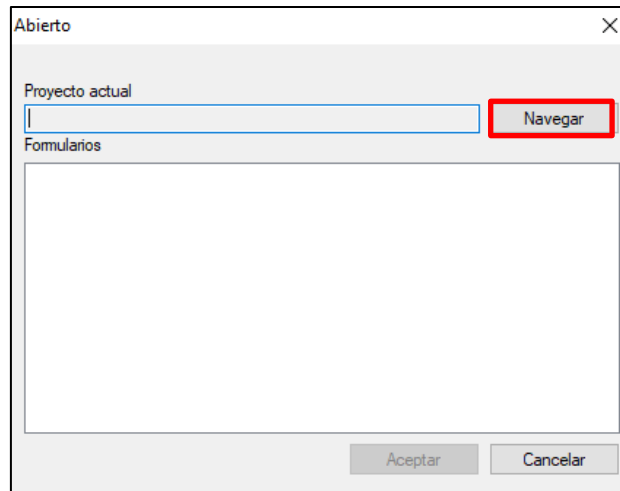 Abierto
Proyecto actual
Navegar
Formularios
Aceptar
Cancelar